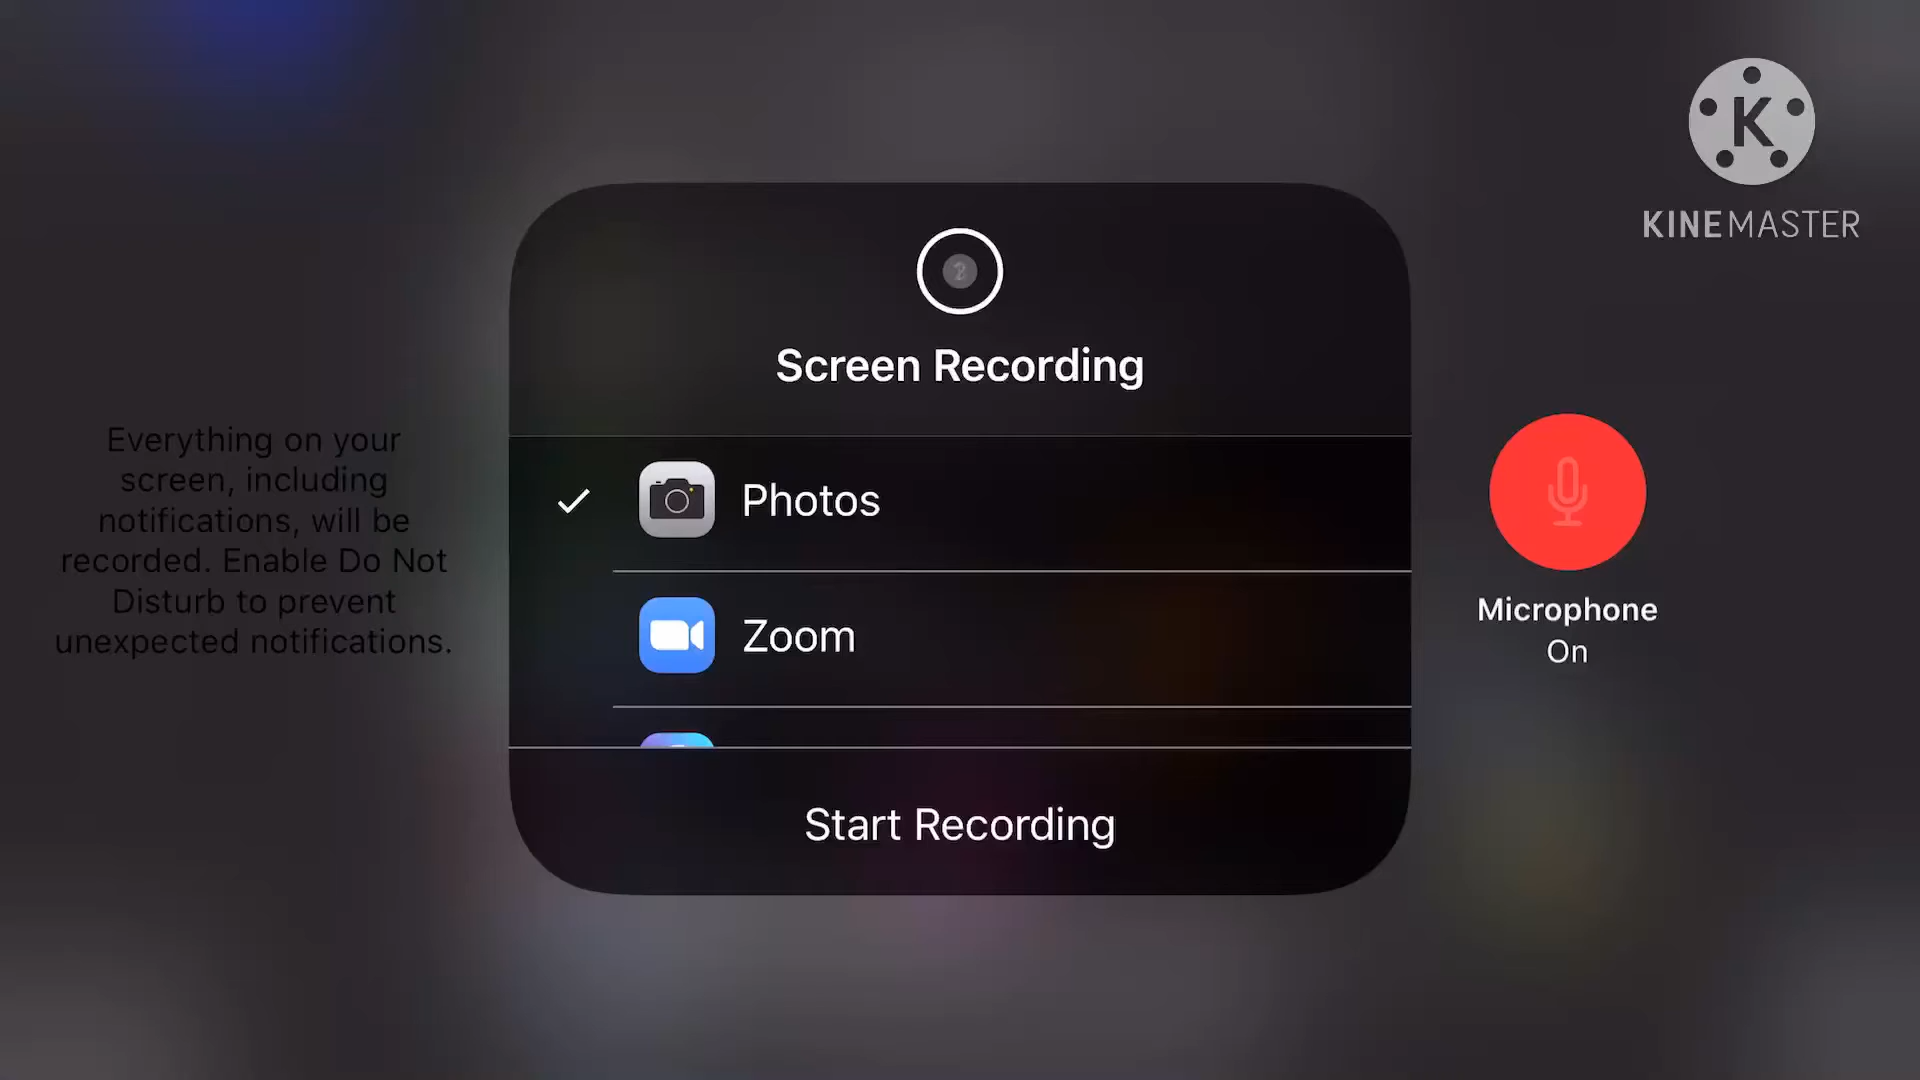 K
KINEMASTER
2
Screen Recording
Everything on your
screen, including
notifications, will be
recorded. Enable Do Not
Disturb to prevent
unexpected notifications.
Photos
Zoom
Microphone
On
Start Recording